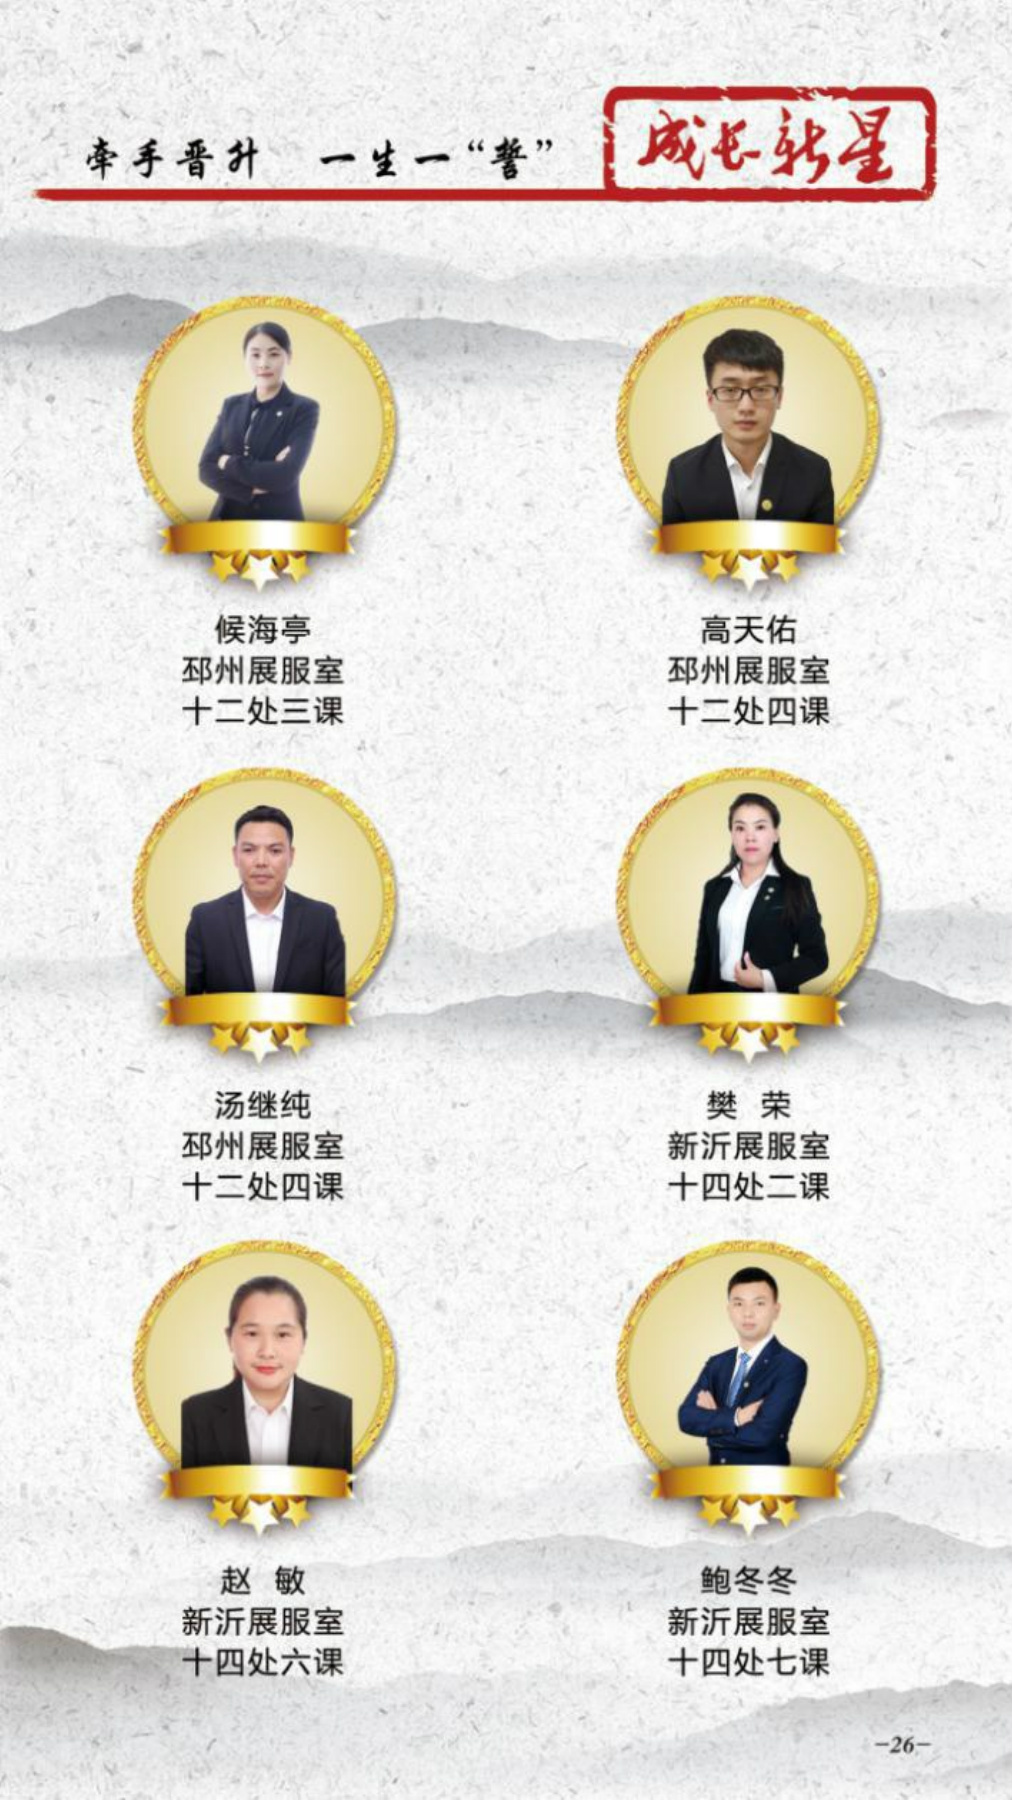 牵手晋升 一生一“誓”
成长新星
候海亭
邳州展服室
十二处三课
高天佑
邳州展服室
十二处四课
汤继纯
邳州展服室
十二处四课
樊 荣
新沂展服室
十四处二课
赵 敏
新沂展服室
十四处六课
鲍冬冬
新沂展服室
十四处七课
-26-